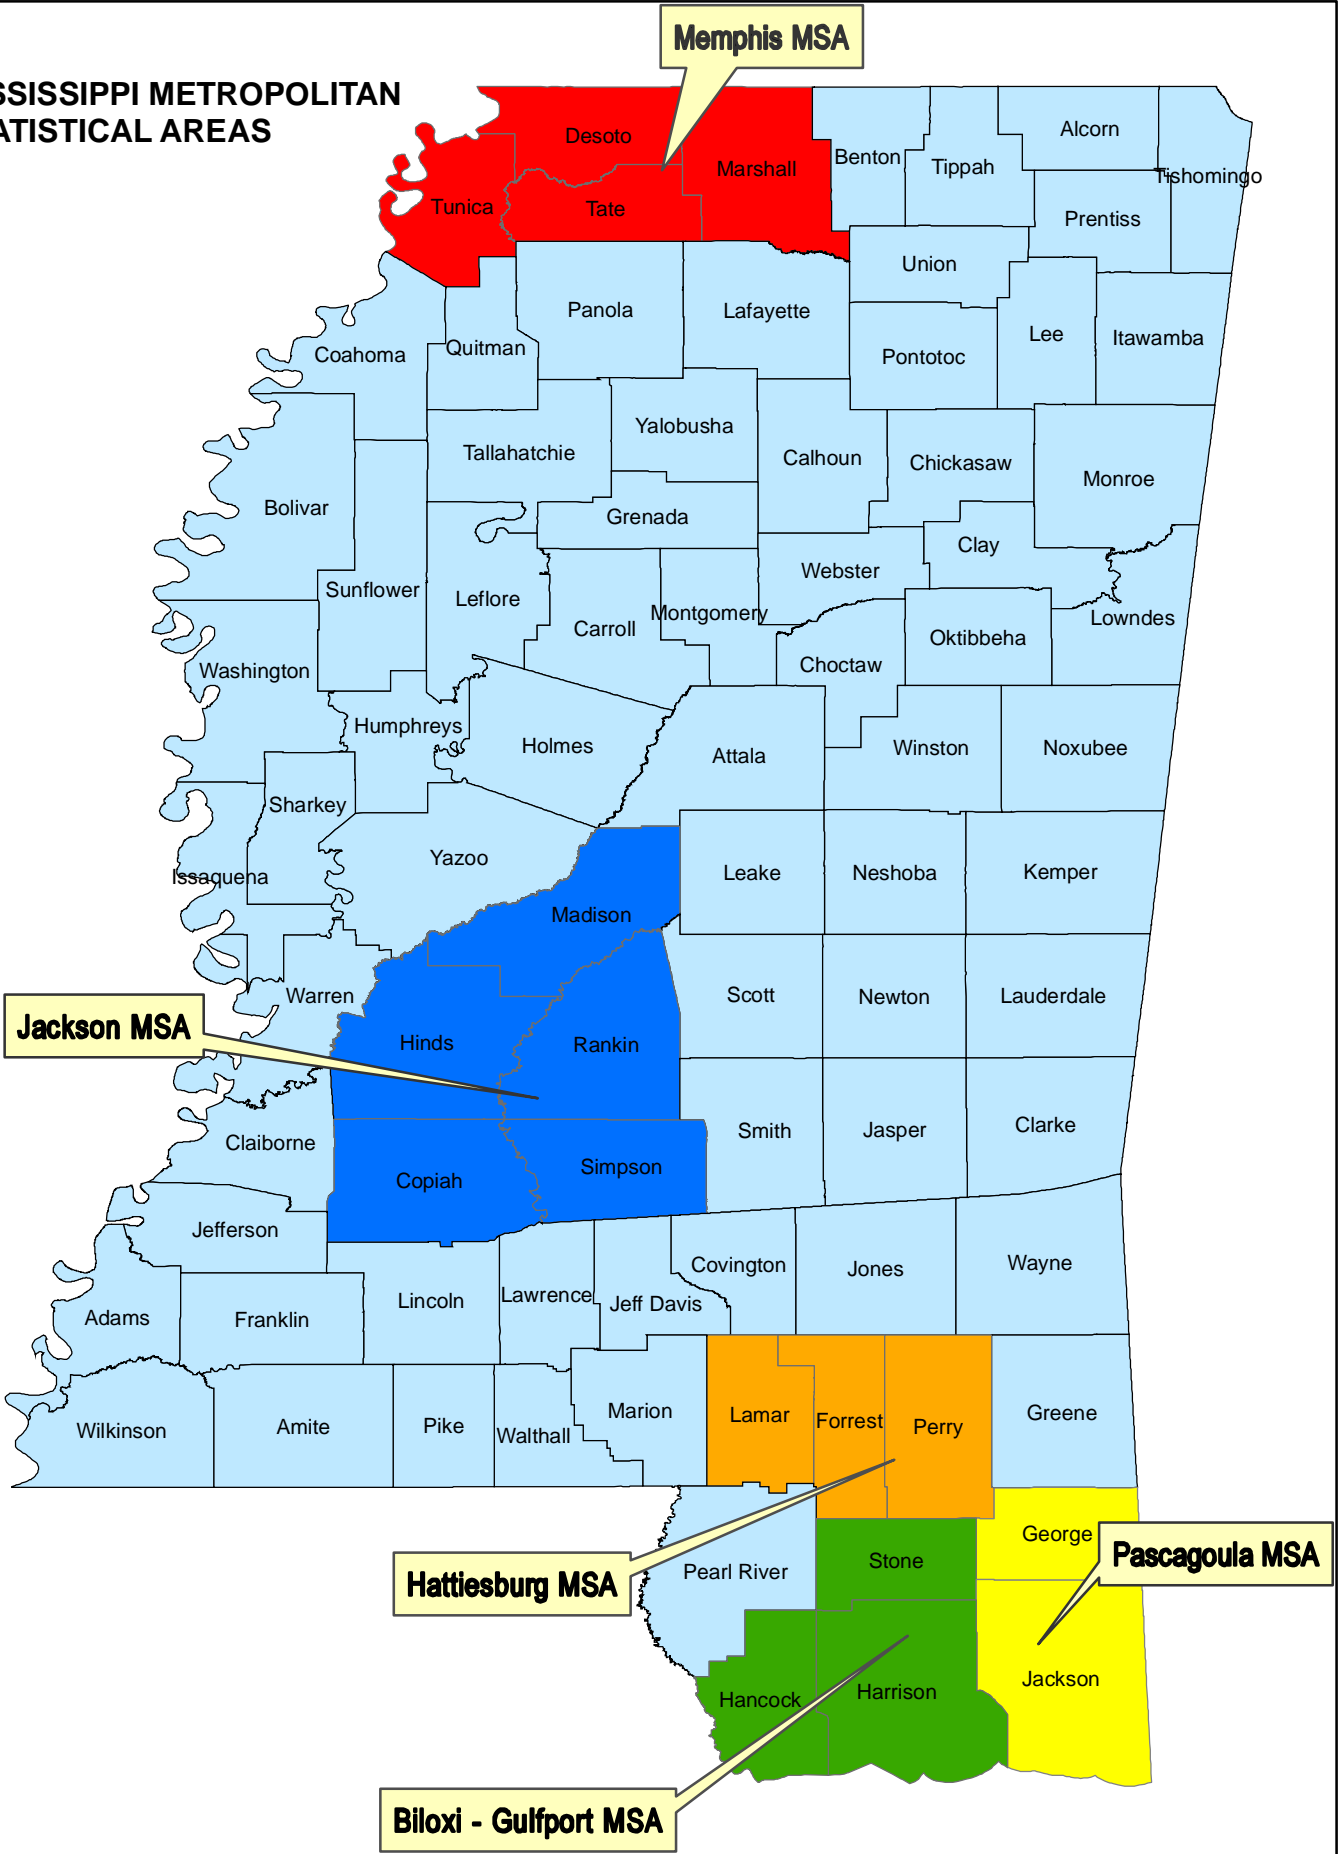 Memphis MSA
SSISSIPPI METROPOLITAN
ATISTICAL AREAS
Desoto
Alcorn
Marshall
Benton
Tippah
Tishomingo
Tunica
Tate
Prentiss
Union
Panola
Lafayette
Lee
Itawamba
Coahoma
Quitman
Pontotoc
Yalobusha
Tallahatchie
Calhoun
Chickasaw
Monroe
Bolivar
Grenada
Clay
Webster
Sunflower
Leflore
Montgomery
Carroll
Lowndes
Oktibbeha
Washington
Choctaw
Humphreys
Holmes
Attala
Winston
Noxubee
Sharkey
Yazoo
Leake
Neshoba
Kemper
Issaquena
Madison
Warren
Scott
Newton
Lauderdale
Jackson MSA
Hinds
Rankin
Claiborne
Smith
Jasper
Clarke
Copiah
Simpson
Jefferson
Covington
Jones
Wayne
Adams
Franklin
Lincoln
Lawrence
Jeff Davis
Wilkinson
Amite
Pike
Walthall
Marion
Lamar
Forrest
Perry
Greene
George
Pascagoula MSA
Stone
Pearl River
Hattiesburg MSA
Hancock
Harrison
Jackson
Biloxi - Gulfport MSA